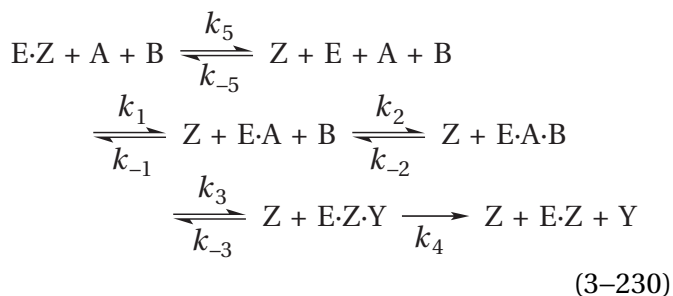 k₅
E·Z + A + B ⇌ Z + E + A + B
k₋₅
k₁ k₂
⇌ Z + E·A + B ⇌ Z + E·A·B
k₋₁ k₋₂
k₃
⇌ Z + E·Z·Y → Z + E·Z + Y
k₋₃ k₄
(3–230)